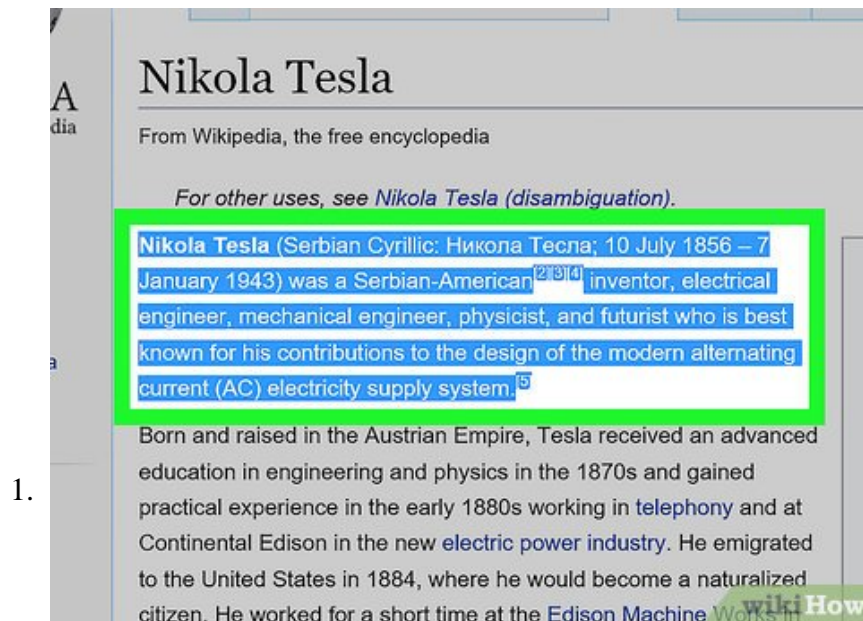 Nikola Tesla
A
dia
From Wikipedia, the free encyclopedia
For other uses, see Nikola Tesla (disambiguation).
Nikola Tesla (Serbian Cyrillic: Никола Тесла; 10 July 1856 – 7
January 1943) was a Serbian-American[2][3][4] inventor, electrical
engineer, mechanical engineer, physicist, and futurist who is best
known for his contributions to the design of the modern alternating
a
current (AC) electricity supply system.[5]
Born and raised in the Austrian Empire, Tesla received an advanced
education in engineering and physics in the 1870s and gained
1.
practical experience in the early 1880s working in telephony and at
Continental Edison in the new electric power industry. He emigrated
to the United States in 1884, where he would become a naturalized
citizen. He worked for a short time at the Edison Machine Works in
wikiHow